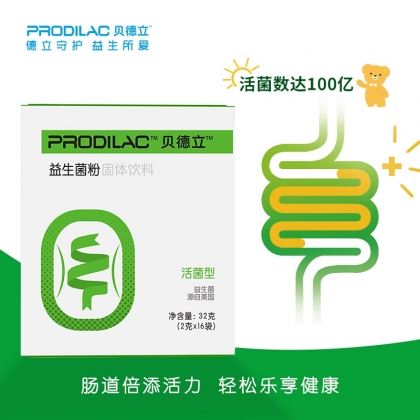 PRODILAC 贝德立®
德立守护 益生所爱
活菌数达100亿
PRODILAC™ 贝德立™
益生菌粉固体饮料
活菌型
益生菌
源自美国
净含量: 32克
(2克x16袋)
肠道倍添活力 轻松乐享健康